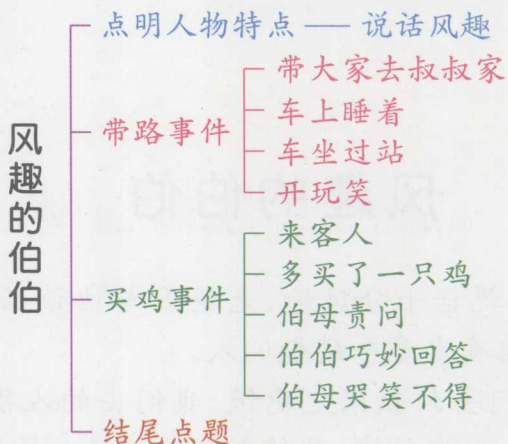 风趣的伯伯
点明人物特点 —— 说话风趣
带路事件
带大家去叔叔家
车上睡着
车坐过站
开玩笑
买鸡事件
来客人
多买了一只鸡
伯母责问
伯伯巧妙回答
伯母哭笑不得
结尾点题